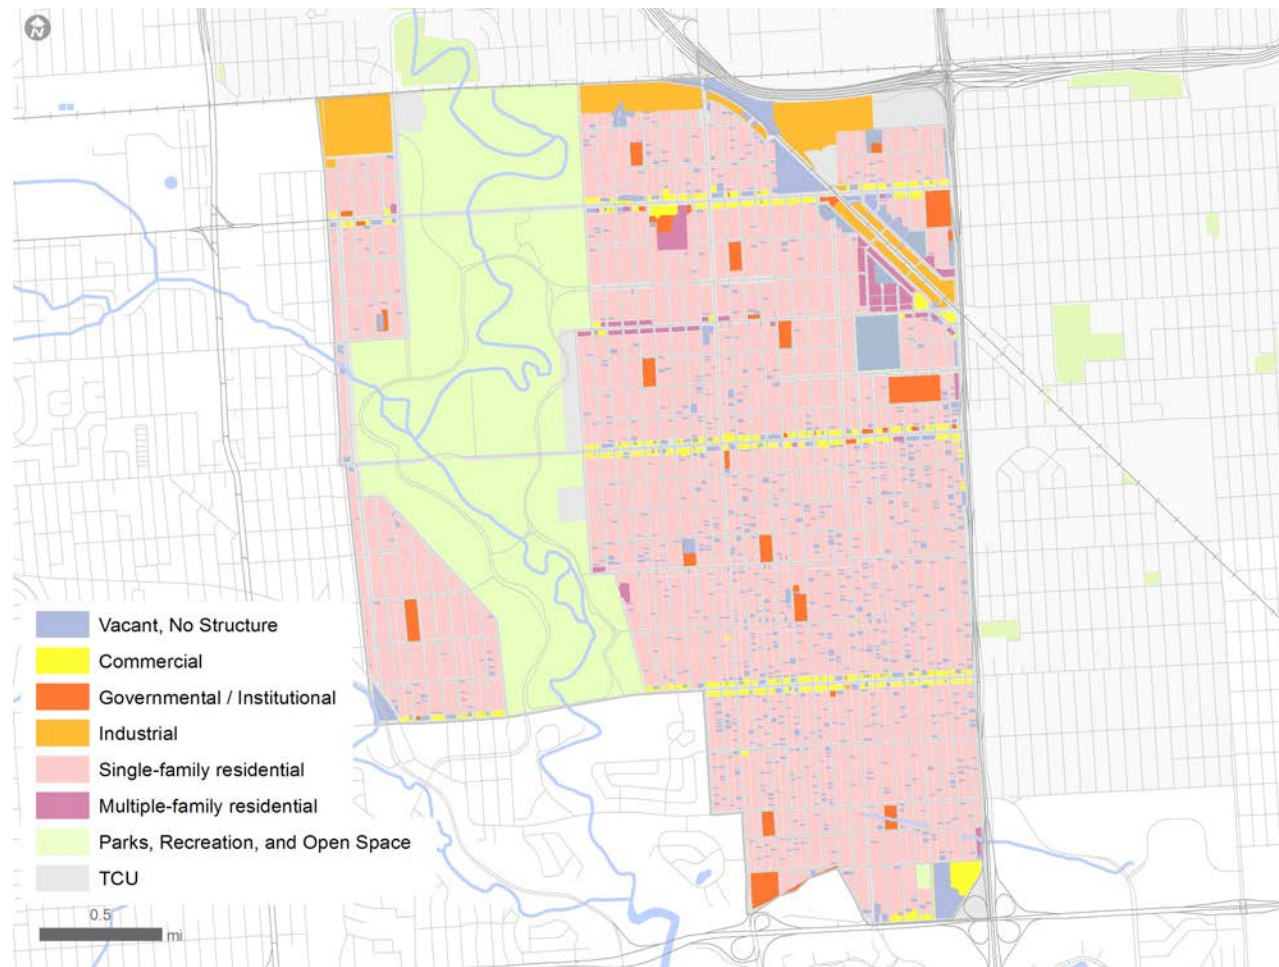 N
Vacant, No Structure
Commercial
Governmental / Institutional
Industrial
Single-family residential
Multiple-family residential
Parks, Recreation, and Open Space
TCU
0.5
mi